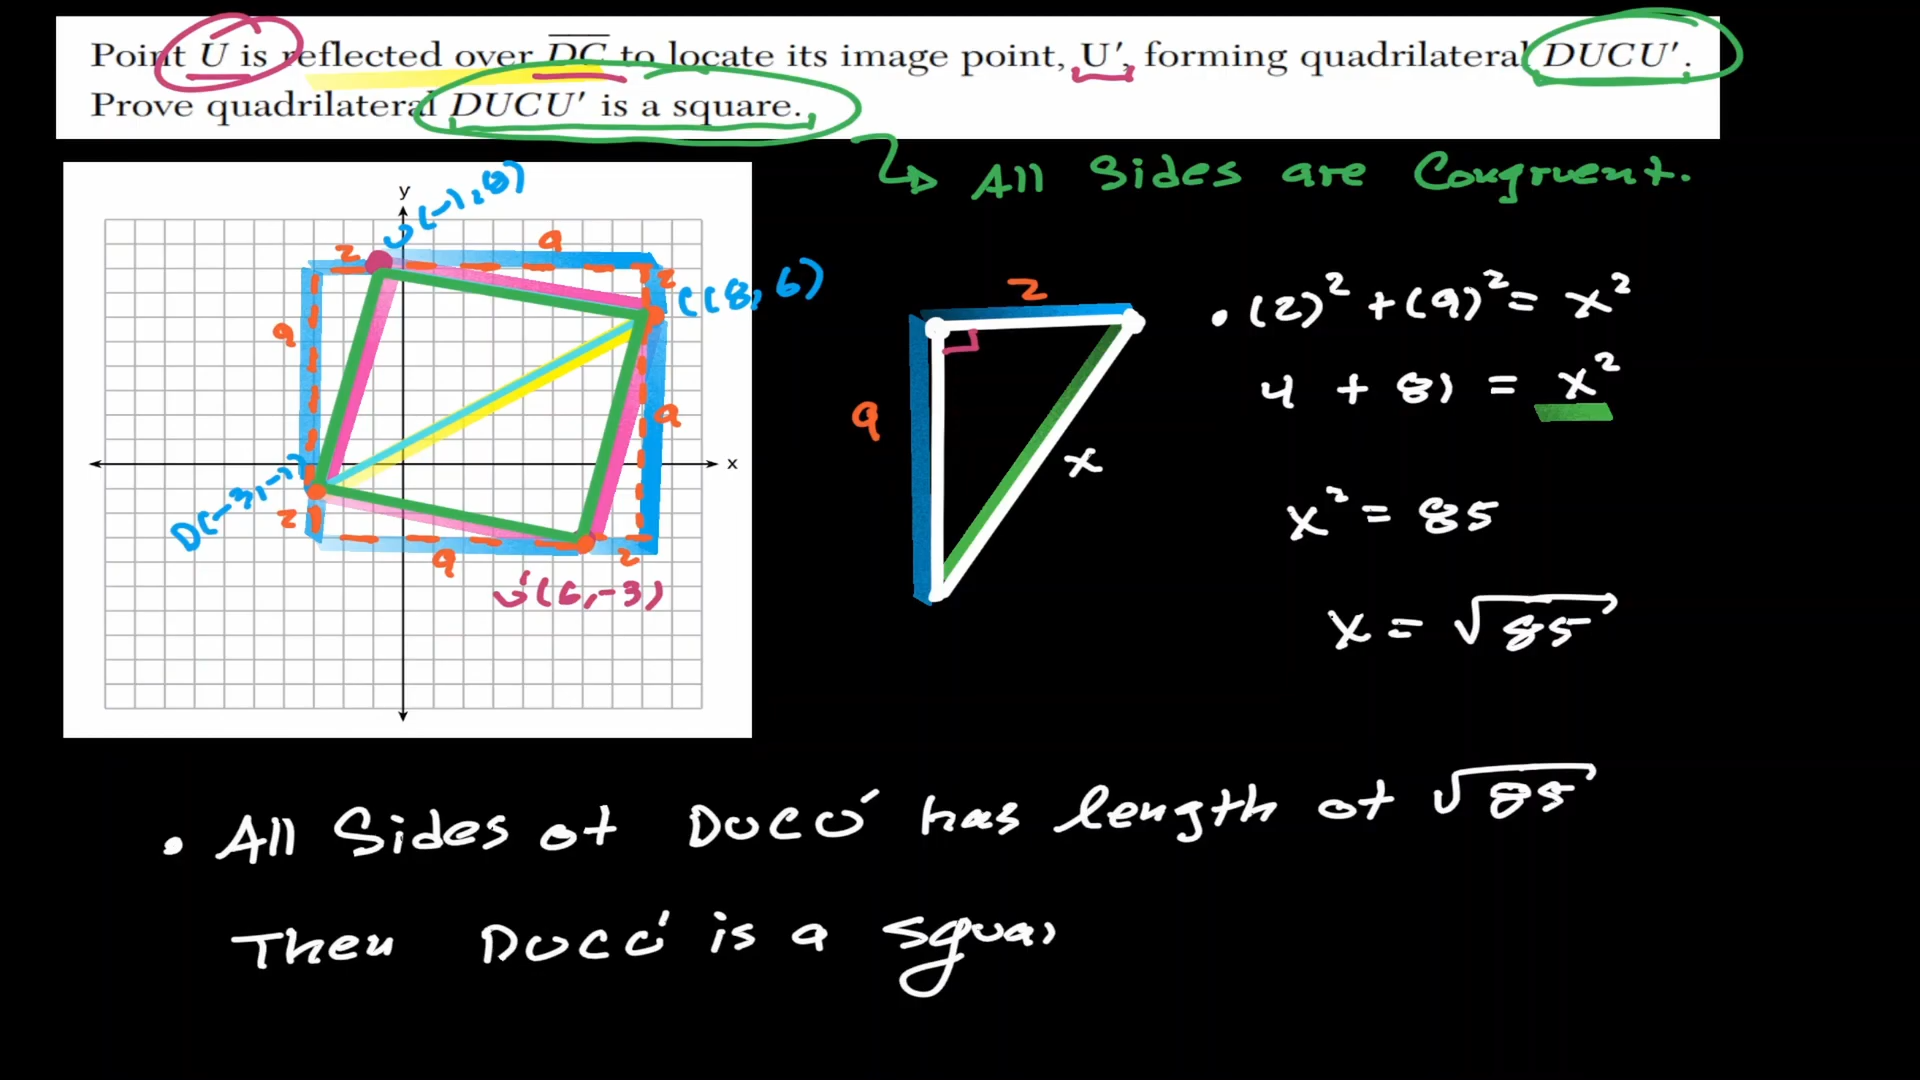 Point U is reflected over DC to locate its image point, U′, forming quadrilateral DUCU′.
Prove quadrilateral DUCU′ is a square.
All Sides are Congruent.
y
U(-1,8)
2
9
2
C(8,6)
9
9
x
D(-3,-1)
2
9
2
U'(6,-3)
2
9
x
• (2)² + (9)² = x²
4 + 81 = x²
x² = 85
x = √85
• All Sides of DUCU' has length of √85
Then DUCU' is a squar